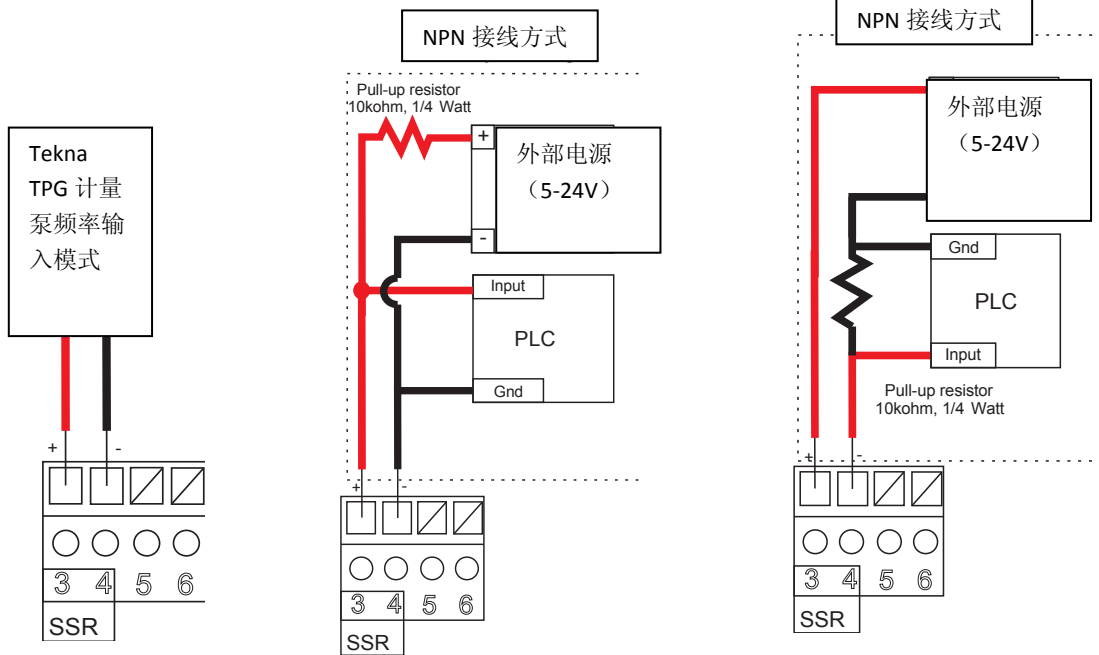 Tekna
TPG 计量
泵频率输
入模式
+ -
3 4 5 6
SSR
NPN 接线方式
Pull-up resistor
10kohm, 1/4 Watt
+
外部电源
（5-24V）
-
Input
PLC
Gnd
+ -
3 4 5 6
SSR
NPN 接线方式
外部电源
（5-24V）
Gnd
PLC
Input
Pull-up resistor
10kohm, 1/4 Watt
+ -
3 4 5 6
SSR